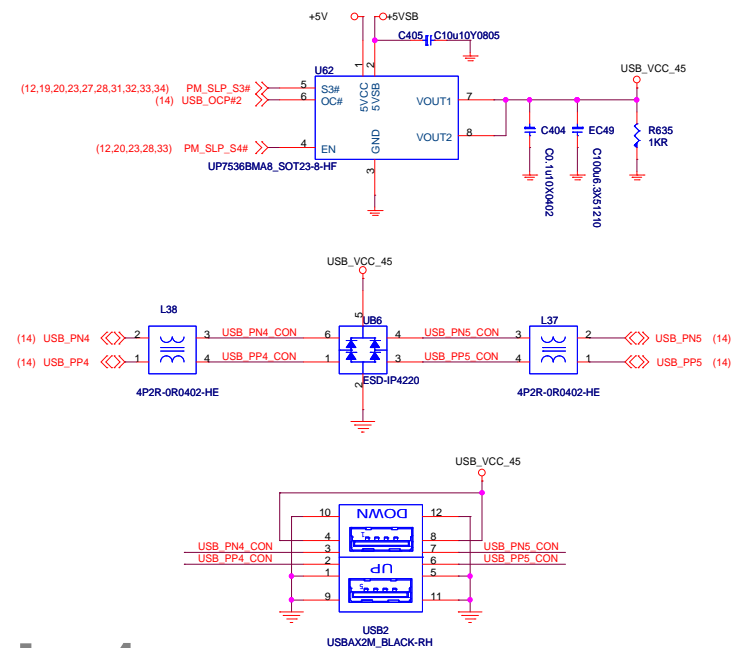 +5V +5VSB
C405 C10u10Y0805
1 2
U62
USB_VCC_45
(12,19,20,23,27,28,31,32,33,34) PM_SLP_S3# 5 S3# 5VCC 5VSB VOUT1 7
(14) USB_OCP#2 6 OC#
C404 EC49 R635
VOUT2 8
1KR
(12,20,23,28,33) PM_SLP_S4# 4 EN GND
3
UP7536BMA8_SOT23-8-HF
C0.1u10X0402
C100u6.3X51210
USB_VCC_45
L38 5 UB6 L37
(14) USB_PN4 2 3 USB_PN4_CON 6 4 USB_PN5_CON 3 2 USB_PN5 (14)
(14) USB_PP4 1 4 USB_PP4_CON 1 3 USB_PP5_CON 4 1 USB_PP5 (14)
2 ESD-IP4220
4P2R-0R0402-HE 4P2R-0R0402-HE
USB_VCC_45
10 DOWN 12
4 8
1
USB_PN4_CON 3 7 USB_PN5_CON
USB_PP4_CON 2 6 USB_PP5_CON
1 UP 5
5
9 11
USB2
USBAX2M_BLACK-RH